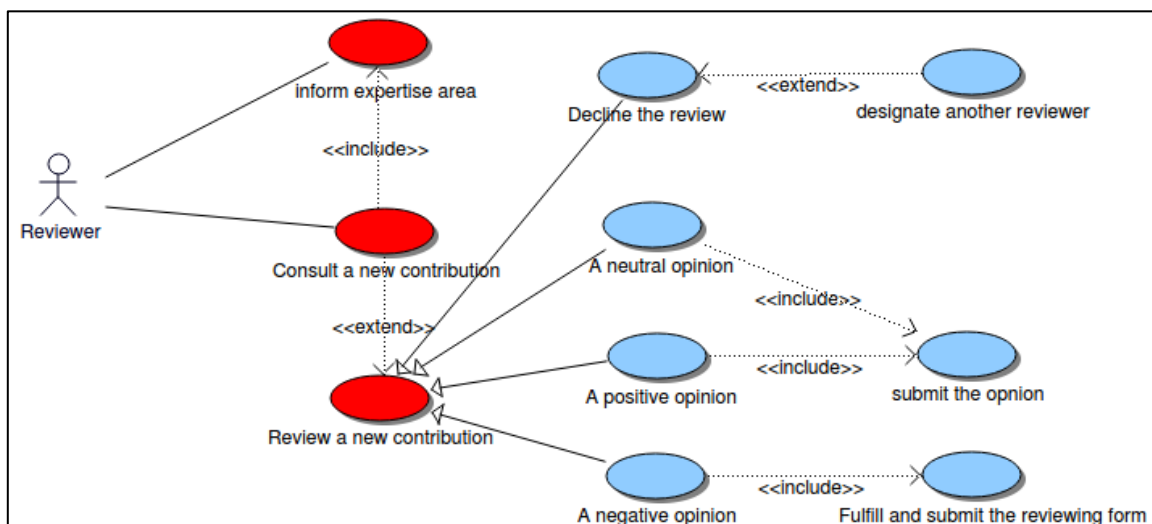 inform expertise area
Decline the review
<<extend>>
designate another reviewer
<<include>>
Reviewer
Consult a new contribution
A neutral opinion
<<include>>
<<extend>>
A positive opinion
<<include>>
submit the opnion
Review a new contribution
<<include>>
A negative opinion
Fulfill and submit the reviewing form